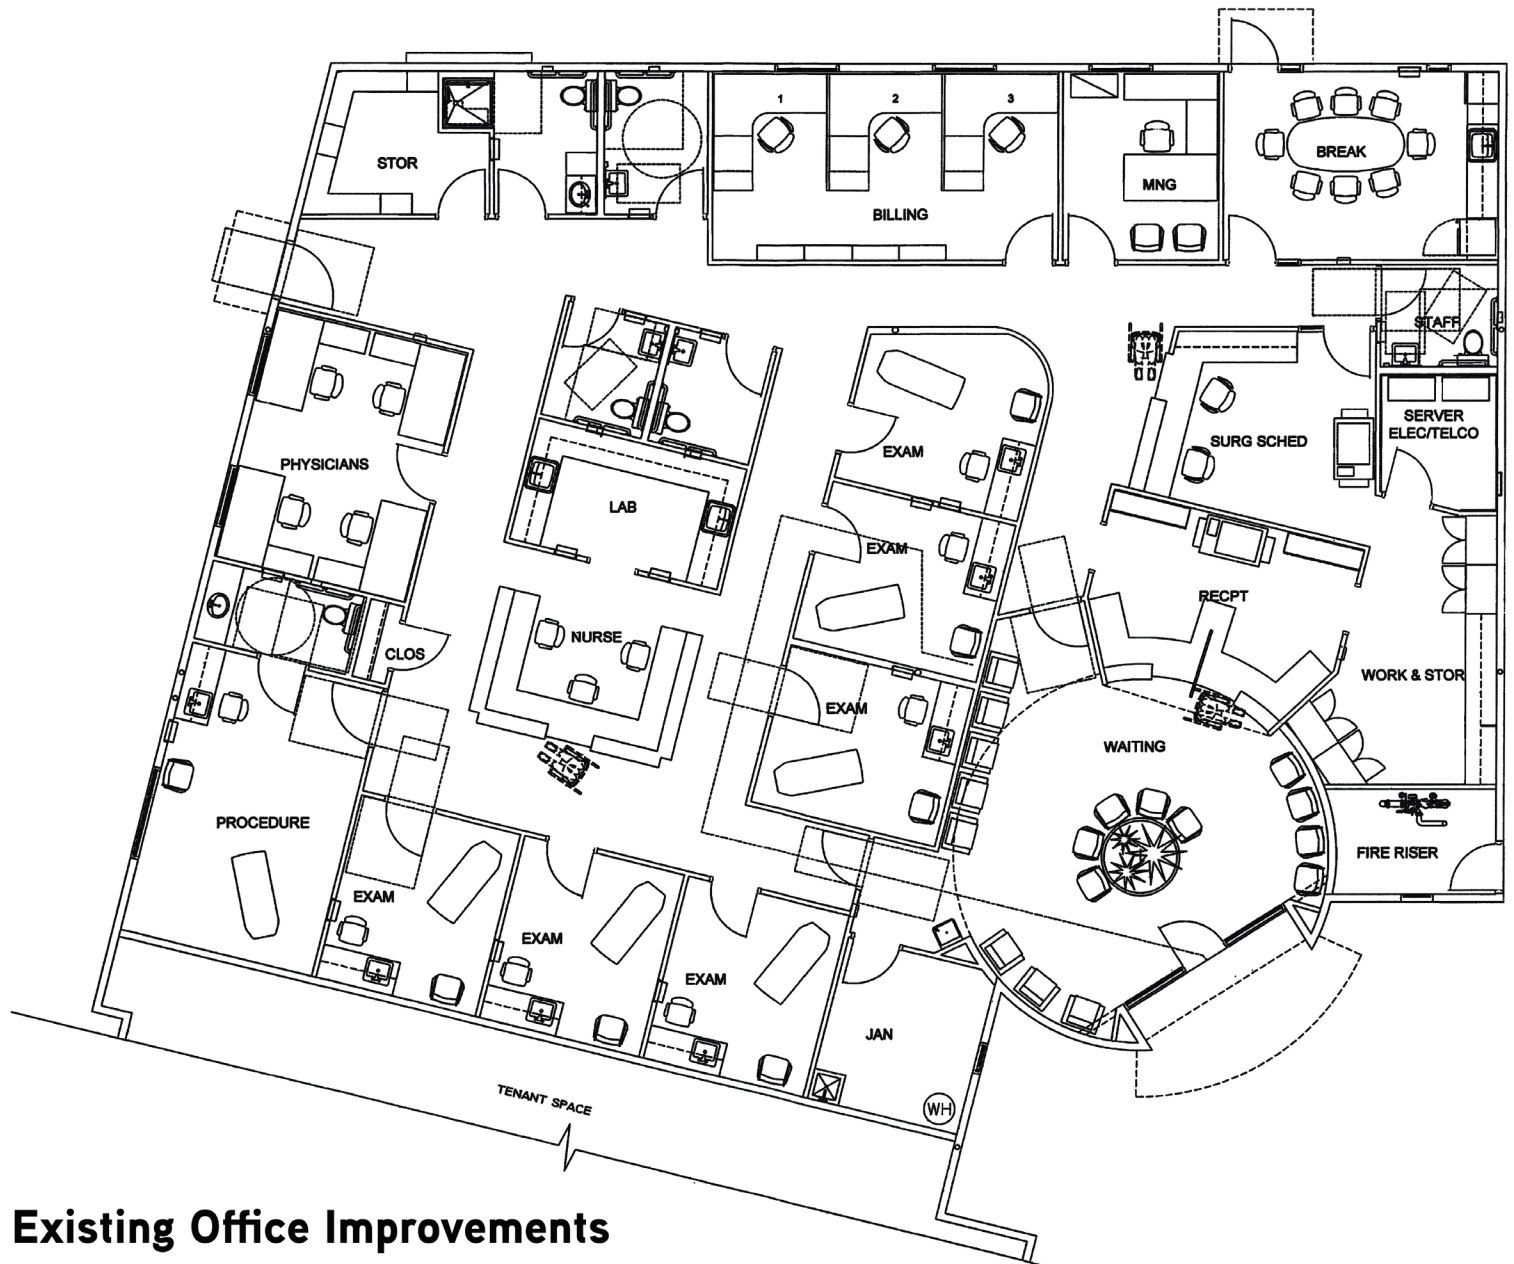 1
2
3
STOR
BREAK
MNG
BILLING
STAFF
SERVER
ELEC/TELCO
SURG SCHED
EXAM
PHYSICIANS
LAB
EXAM
RECPT
NURSE
CLOS
WORK & STOR
EXAM
WAITING
PROCEDURE
FIRE RISER
EXAM
EXAM
EXAM
JAN
WH
TENANT SPACE
Existing Office Improvements